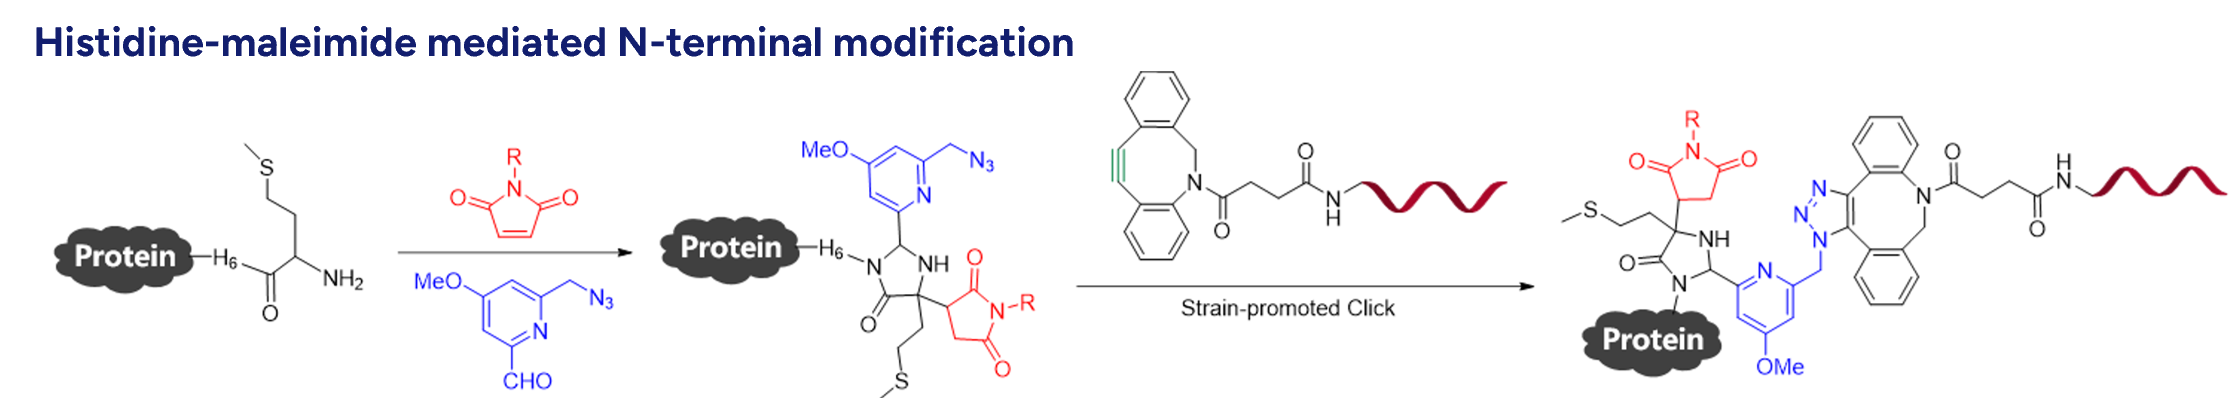 Histidine-maleimide mediated N-terminal modification
S
Protein
H₆
O
NH₂
R
N
O
O
MeO
N₃
N
CHO
MeO
N₃
N
Protein
H₆
N
NH
O
O
N
R
O
S
N
O
O
N
H
Strain-promoted Click
R
N
O
O
S
NH
O
N
Protein
N
OMe
N
N
N
N
O
O
H
N